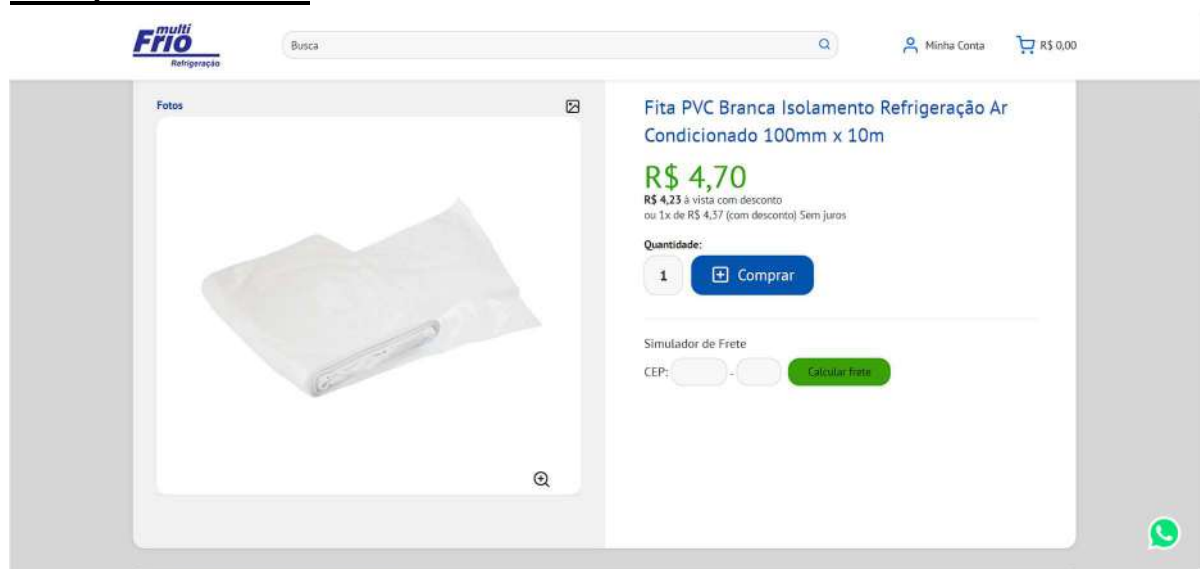 multi
Frio
Refrigeração
Busca
Minha Conta
R$ 0,00
Fotos
Fita PVC Branca Isolamento Refrigeração Ar
Condicionado 100mm x 10m
R$ 4,70
R$ 4,23 à vista com desconto
ou 1x de R$ 4,37 (com desconto) Sem juros
Quantidade:
1
Comprar
Simulador de Frete
CEP:
-
Calcular frete